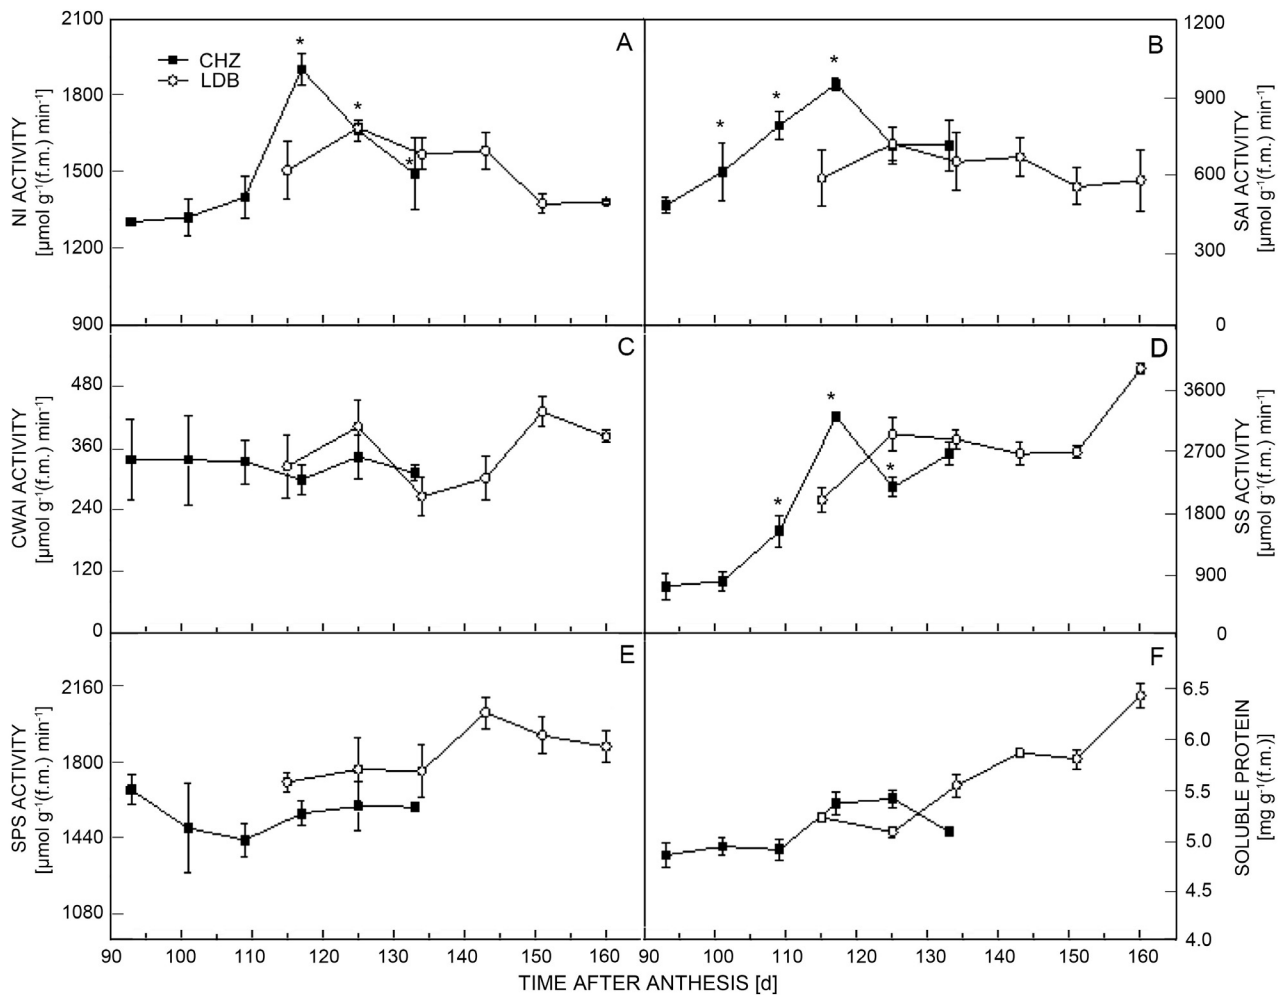 2100
1800
1500
1200
900
NI ACTIVITY
[µmol g⁻¹(f.m.) min⁻¹]
CHZ
LDB
*
*
*
A
*
*
*
B
1200
900
600
300
0
SAI ACTIVITY
[µmol g⁻¹(f.m.) min⁻¹]
480
360
240
120
0
CWAI ACTIVITY
[µmol g⁻¹(f.m.) min⁻¹]
C
*
*
*
D
3600
2700
1800
900
0
SS ACTIVITY
[µmol g⁻¹(f.m.) min⁻¹]
2160
1800
1440
1080
SPS ACTIVITY
[µmol g⁻¹(f.m.) min⁻¹]
E
F
6.5
6.0
5.5
5.0
4.5
4.0
SOLUBLE PROTEIN
[mg g⁻¹(f.m.)]
90 100 110 120 130 140 150 160 90 100 110 120 130 140 150 160
TIME AFTER ANTHESIS [d]